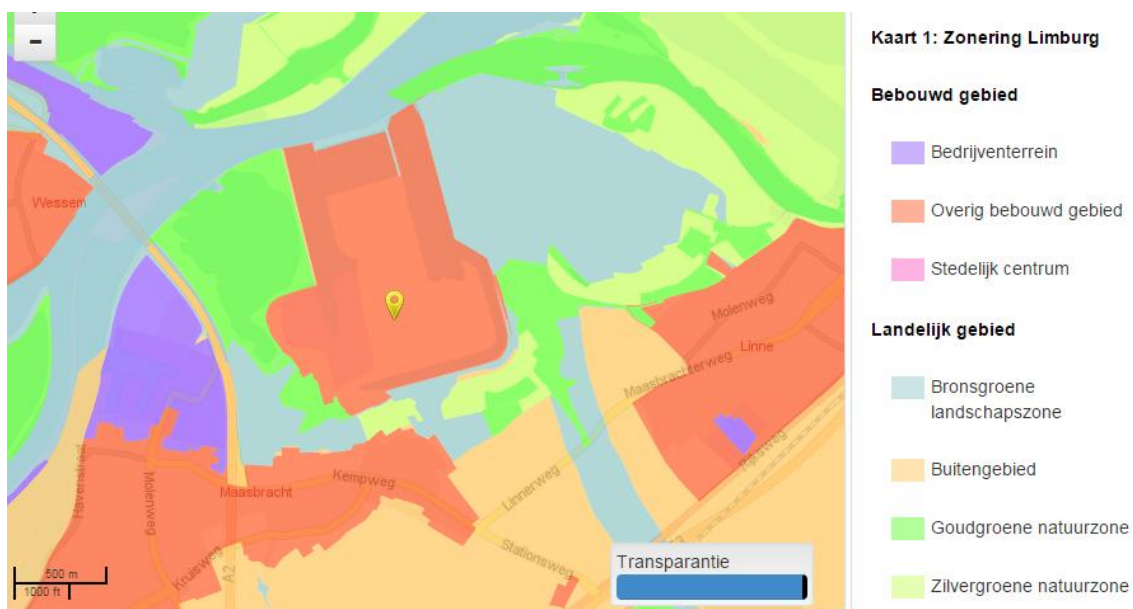 −
Wessem
Maasbracht
Kempweg
Havenstraat
Molenweg
Kruisweg
A2
Linnerweg
Stationsweg
Maasbrachterweg
Molenweg
Linne
Rijksweg
500 m
1000 ft
Transparantie
Kaart 1: Zonering Limburg
Bebouwd gebied
Bedrijventerrein
Overig bebouwd gebied
Stedelijk centrum
Landelijk gebied
Bronsgroene
landschapszone
Buitengebied
Goudgroene natuurzone
Zilvergroene natuurzone